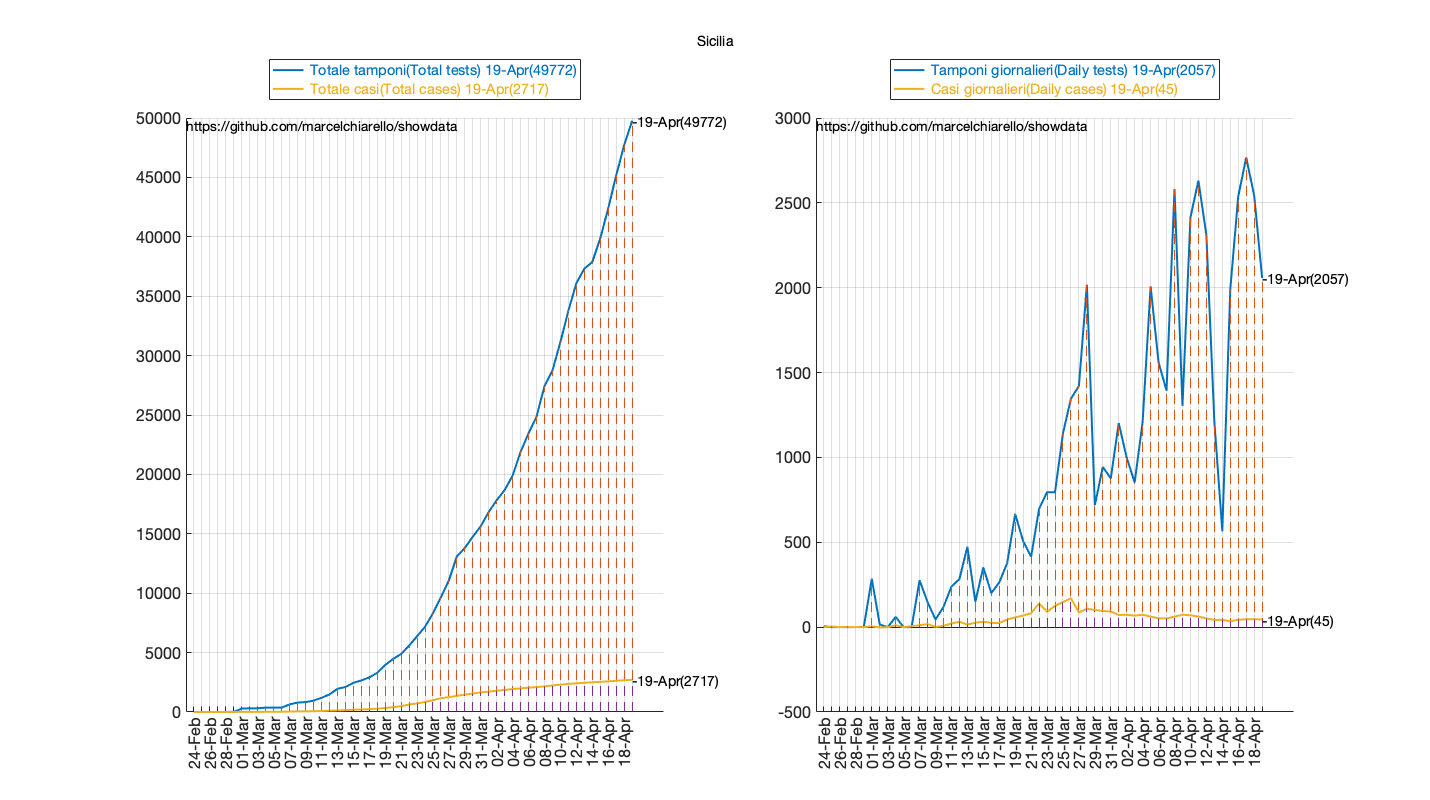 Sicilia
Totale tamponi(Total tests) 19-Apr(49772)
Totale casi(Total cases) 19-Apr(2717)
https://github.com/marcelchiarello/showdata
50000
45000
40000
35000
30000
25000
20000
15000
10000
5000
0
19-Apr(49772)
19-Apr(2717)
24-Feb
26-Feb
28-Feb
01-Mar
03-Mar
05-Mar
07-Mar
09-Mar
11-Mar
13-Mar
15-Mar
17-Mar
19-Mar
21-Mar
23-Mar
25-Mar
27-Mar
29-Mar
31-Mar
02-Apr
04-Apr
06-Apr
08-Apr
10-Apr
12-Apr
14-Apr
16-Apr
18-Apr
Tamponi giornalieri(Daily tests) 19-Apr(2057)
Casi giornalieri(Daily cases) 19-Apr(45)
https://github.com/marcelchiarello/showdata
3000
2500
2000
1500
1000
500
0
-500
19-Apr(2057)
19-Apr(45)
24-Feb
26-Feb
28-Feb
01-Mar
03-Mar
05-Mar
07-Mar
09-Mar
11-Mar
13-Mar
15-Mar
17-Mar
19-Mar
21-Mar
23-Mar
25-Mar
27-Mar
29-Mar
31-Mar
02-Apr
04-Apr
06-Apr
08-Apr
10-Apr
12-Apr
14-Apr
16-Apr
18-Apr